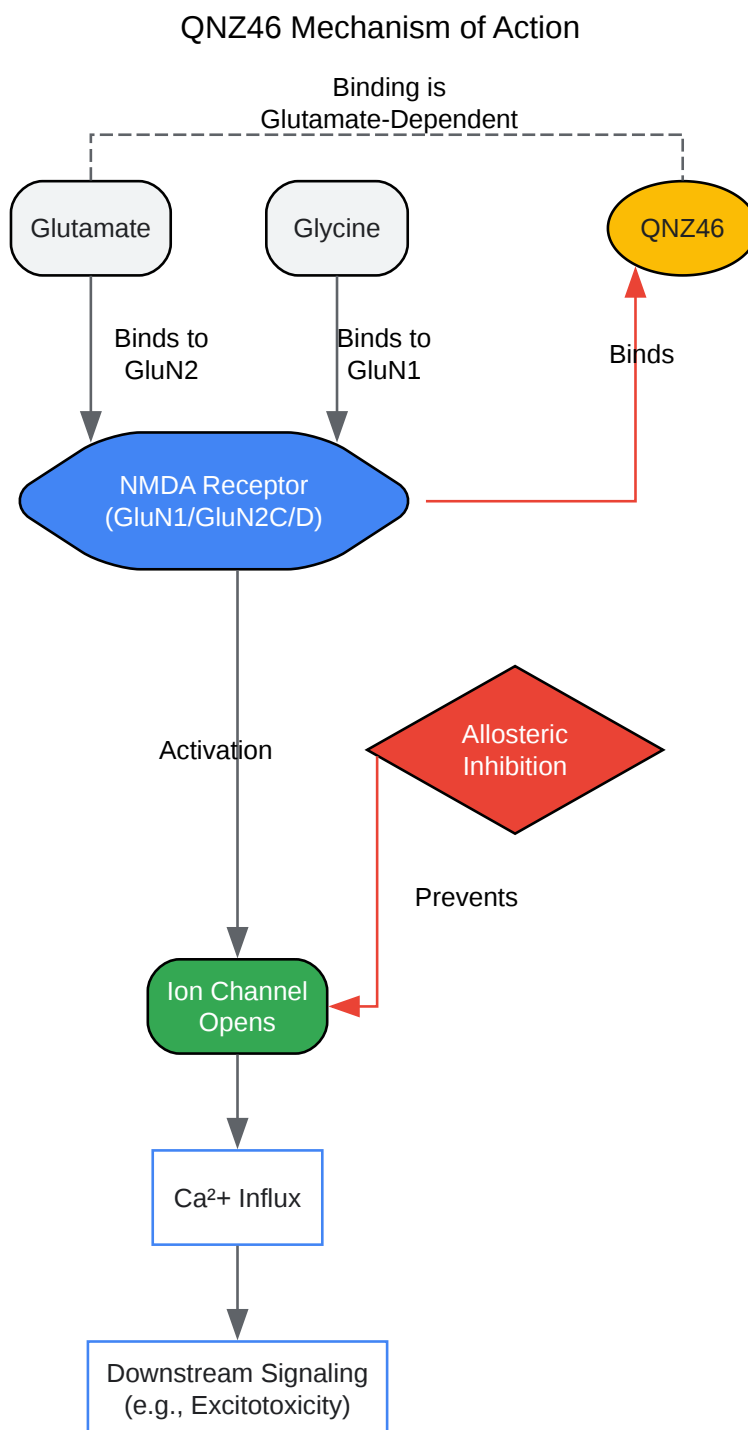 QNZ46 Mechanism of Action
Binding is
Glutamate-Dependent
Glutamate
Glycine
QNZ46
Binds to
GluN2
Binds to
GluN1
Binds
NMDA Receptor
(GluN1/GluN2C/D)
Activation
Allosteric
Inhibition
Prevents
Ion Channel
Opens
Ca²+ Influx
Downstream Signaling
(e.g., Excitotoxicity)